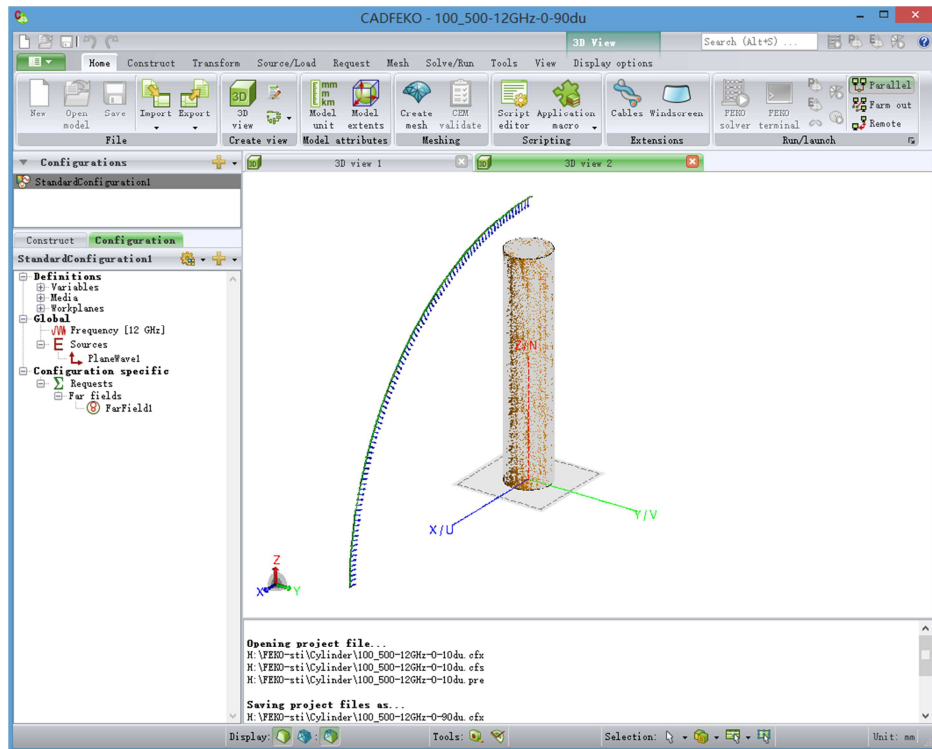 CADFEKO - 100_500-12GHz-0-90du
3D View
Search (Alt+S) ...
Home Construct Transform Source/Load Request Mesh Solve/Run Tools View Display options
New Open model Save Import Export 3D view Model unit Model extents Create mesh CEM validate Script editor Application macro Cables Windscreen FEKO solver FEKO terminal Parallel Farm out Remote
mm m km
3D
File Create view Model attributes Meshing Scripting Extensions Run/launch
Configurations
3D view 1 3D view 2
StandardConfiguration1
Construct Configuration
StandardConfiguration1
Definitions
Variables
Media
Workplanes
Global
Frequency [12 GHz]
Sources
PlaneWave1
Configuration specific
Requests
Far fields
FarField1
Z/N
X/U
Y/V
Z
X
Y
Opening project file...
H:\FEKO-sti\Cylinder\100_500-12GHz-0-10du.cfx
H:\FEKO-sti\Cylinder\100_500-12GHz-0-10du.cfs
H:\FEKO-sti\Cylinder\100_500-12GHz-0-10du.pre
Saving project files as...
H:\FEKO-sti\Cylinder\100_500-12GHz-0-90du.cfx
Display: Tools: Selection: Unit: mm